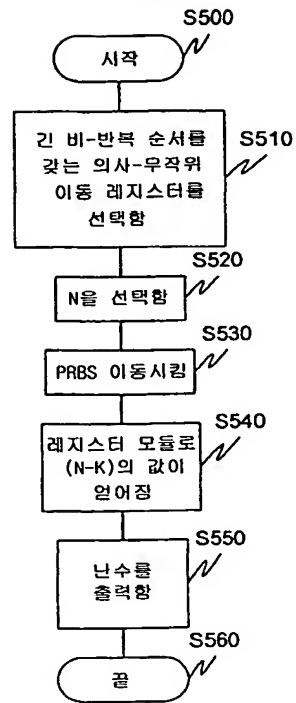 S500
시작
긴 비-반복 순서를
갖는 의사-무작위
이동 레지스터를
선택함
S510
N을 선택함
S520
PRBS 이동시킴
S530
레지스터 모듈로
(N-K)의 값이
얻어장
S540
난수를
출력함
S550
끝
S560